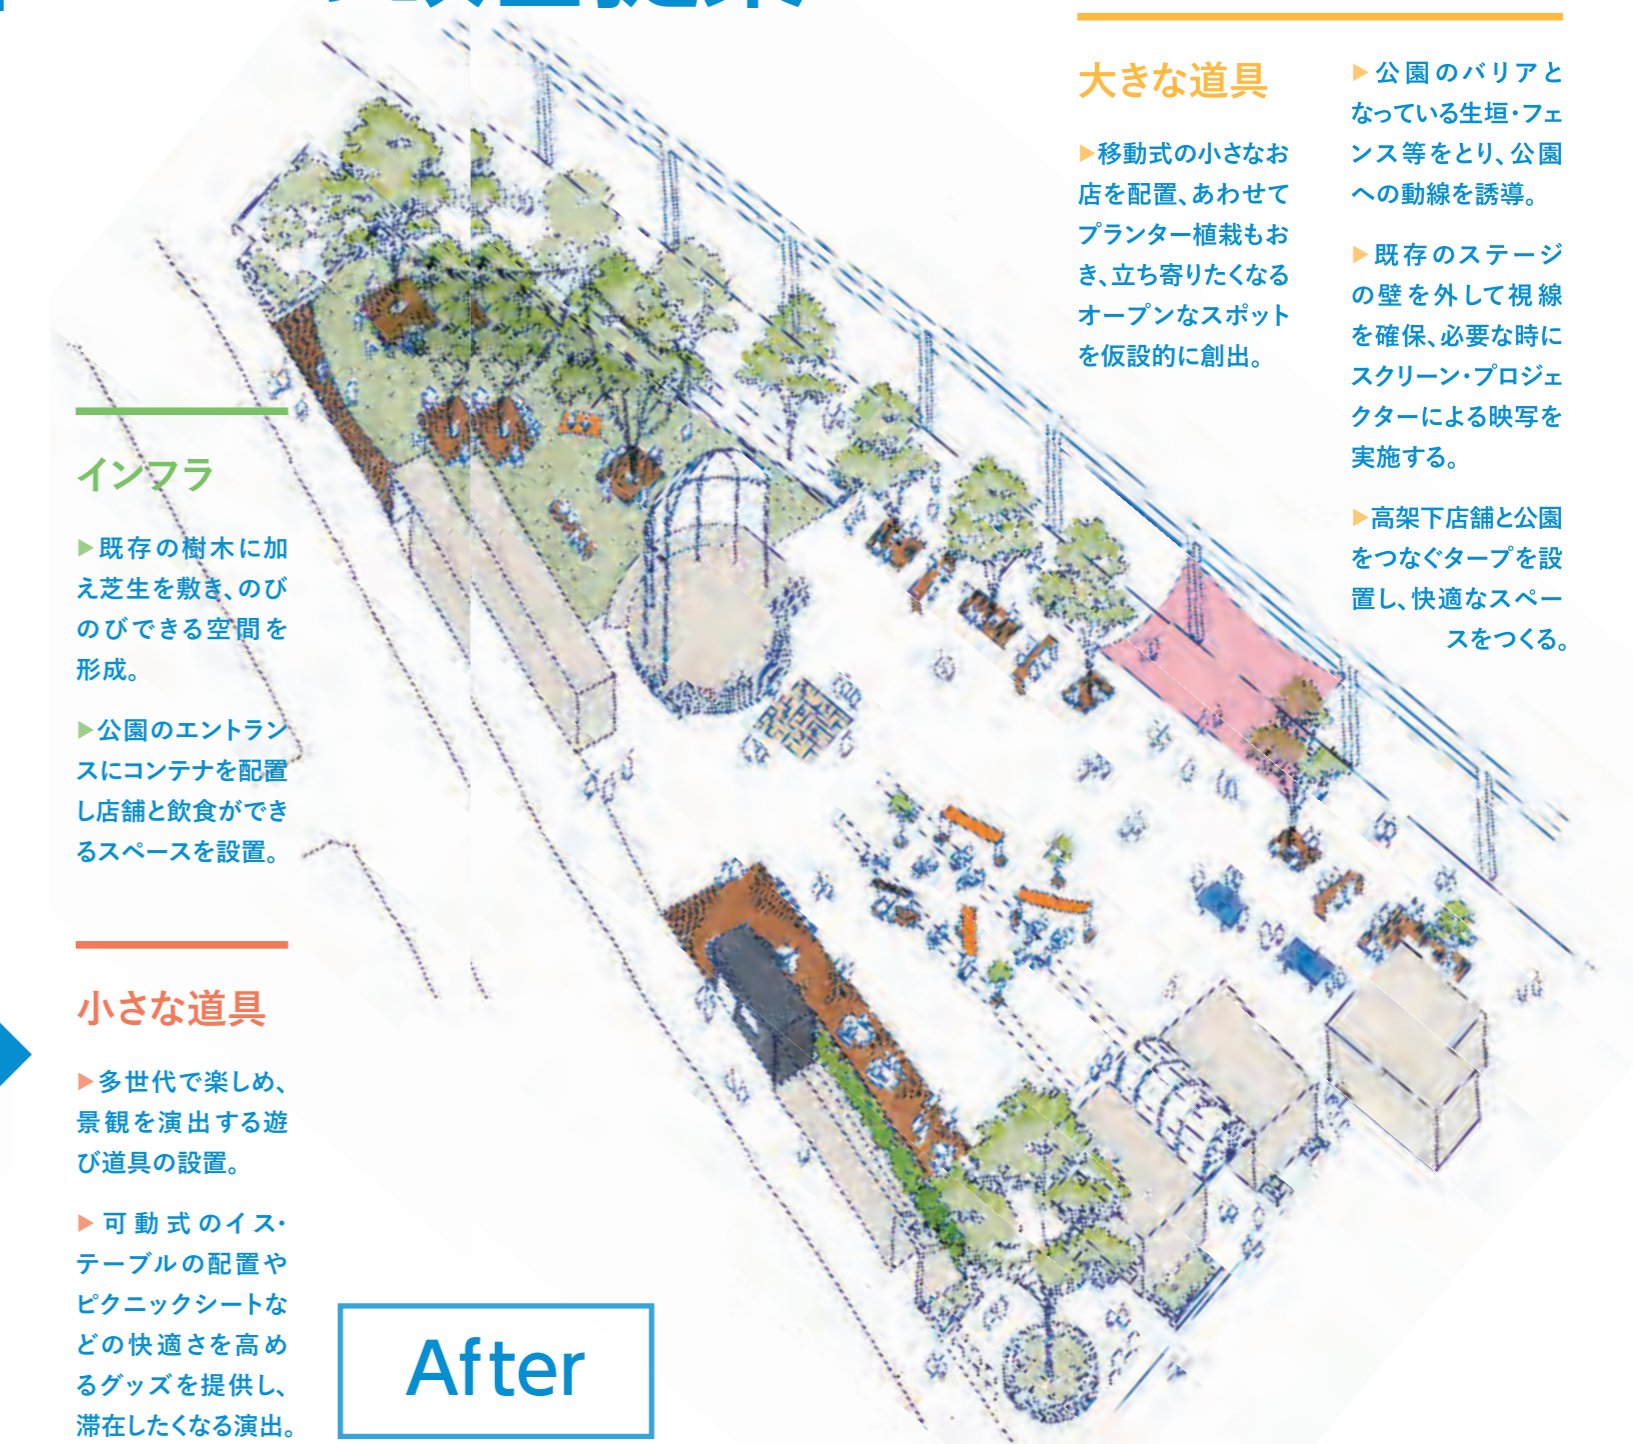 大きな道具
▶移動式の小さなお
店を配置、あわせて
プランター植栽もお
き、立ち寄りたくなる
オープンなスポット
を仮設的に創出。
▶公園のバリアと
なっている生垣・フェ
ンス等をとり、公園
への動線を誘導。
▶既存のステージ
の壁を外して視線
を確保、必要な時に
スクリーン・プロジェ
クターによる映写を
実施する。
▶高架下店舗と公園
をつなぐタープを設
置し、快適なスペー
スをつくる。
インフラ
▶既存の樹木に加
え芝生を敷き、のび
のびできる空間を
形成。
▶公園のエントラン
スにコンテナを配置
し店舗と飲食ができ
るスペースを設置。
小さな道具
▶多世代で楽しめ、
景観を演出する遊
び道具の設置。
▶可動式のイス・
テーブルの配置や
ピクニックシートな
どの快適さを高め
るグッズを提供し、
滞在したくなる演出。
After